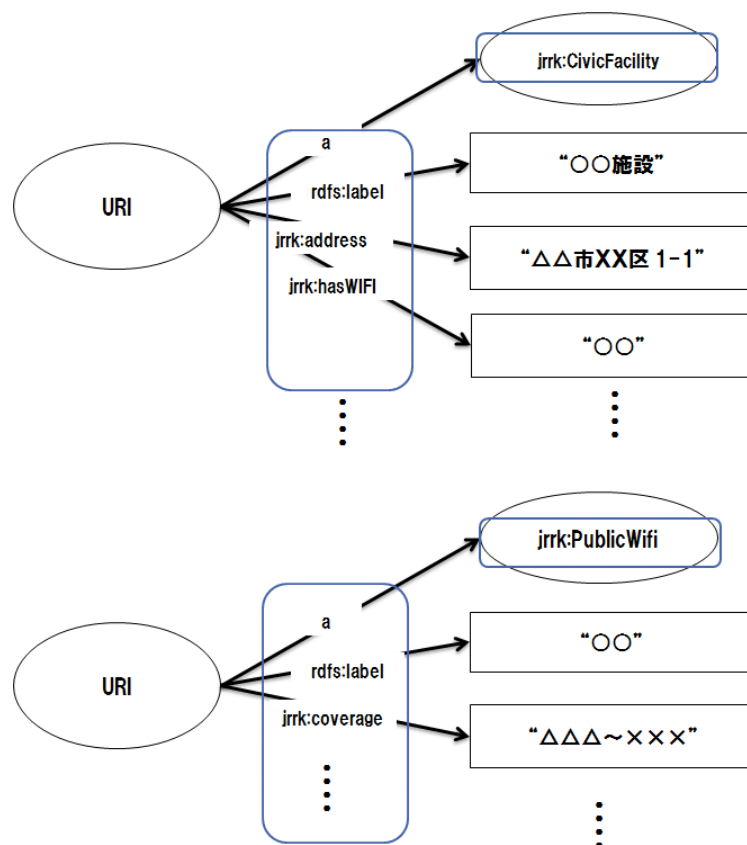 jrrk:CivicFacility
a
URI
rdfs:label
“○○施設”
jrrk:address
“△△市XX区 1-1”
jrrk:hasWIFI
“○○”
jrrk:PublicWifi
a
URI
rdfs:label
“○○”
jrrk:coverage
“△△△～×××”